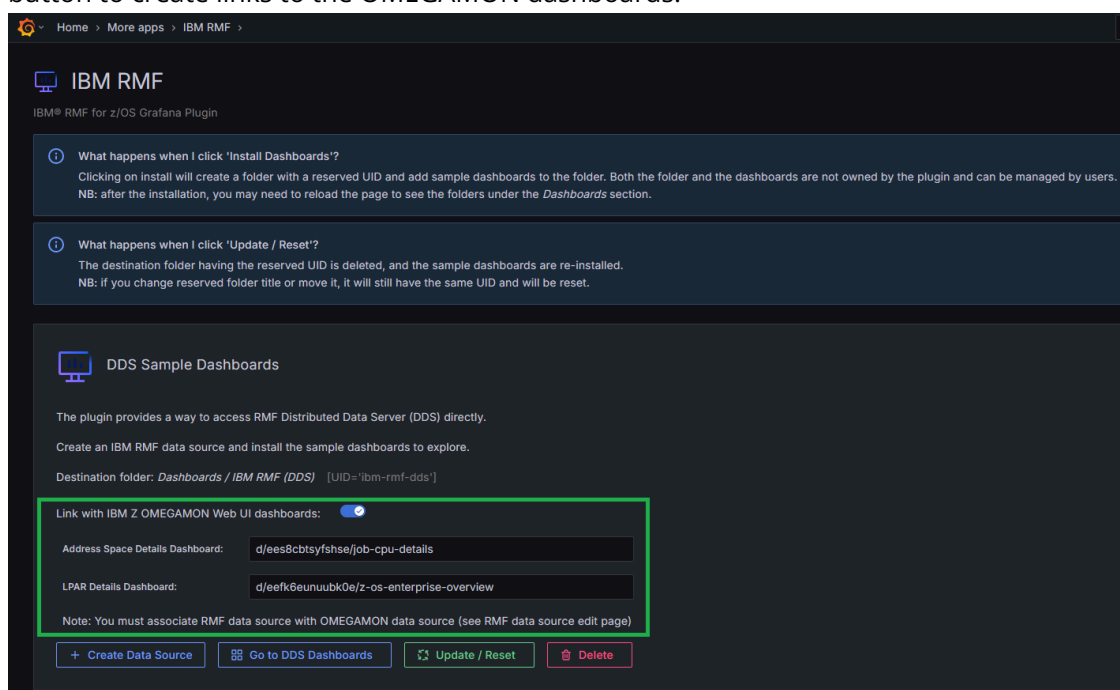 button to create links to the OMEGAMON dashboards.
Home > More apps > IBM RMF >
IBM RMF
IBM® RMF for z/OS Grafana Plugin
What happens when I click 'Install Dashboards'?
Clicking on install will create a folder with a reserved UID and add sample dashboards to the folder. Both the folder and the dashboards are not owned by the plugin and can be managed by users.
NB: after the installation, you may need to reload the page to see the folders under the Dashboards section.
What happens when I click 'Update / Reset'?
The destination folder having the reserved UID is deleted, and the sample dashboards are re-installed.
NB: if you change reserved folder title or move it, it will still have the same UID and will be reset.
DDS Sample Dashboards
The plugin provides a way to access RMF Distributed Data Server (DDS) directly.
Create an IBM RMF data source and install the sample dashboards to explore.
Destination folder: Dashboards / IBM RMF (DDS) [UID='ibm-rmf-dds']
Link with IBM Z OMEGAMON Web UI dashboards:
Address Space Details Dashboard: d/ees8cbtsyfshse/job-cpu-details
LPAR Details Dashboard: d/eefk6eunuubk0e/z-os-enterprise-overview
Note: You must associate RMF data source with OMEGAMON data source (see RMF data source edit page)
+ Create Data Source Go to DDS Dashboards Update / Reset Delete